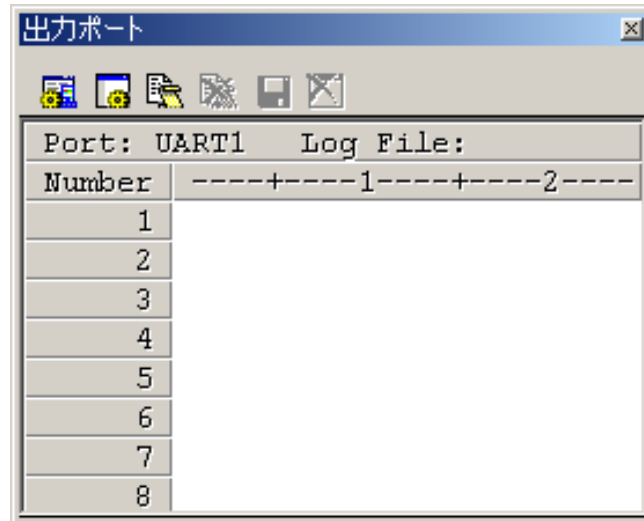 出力ポート
Port: UART1 Log File:
Number ----+----1----+----2----
1
2
3
4
5
6
7
8